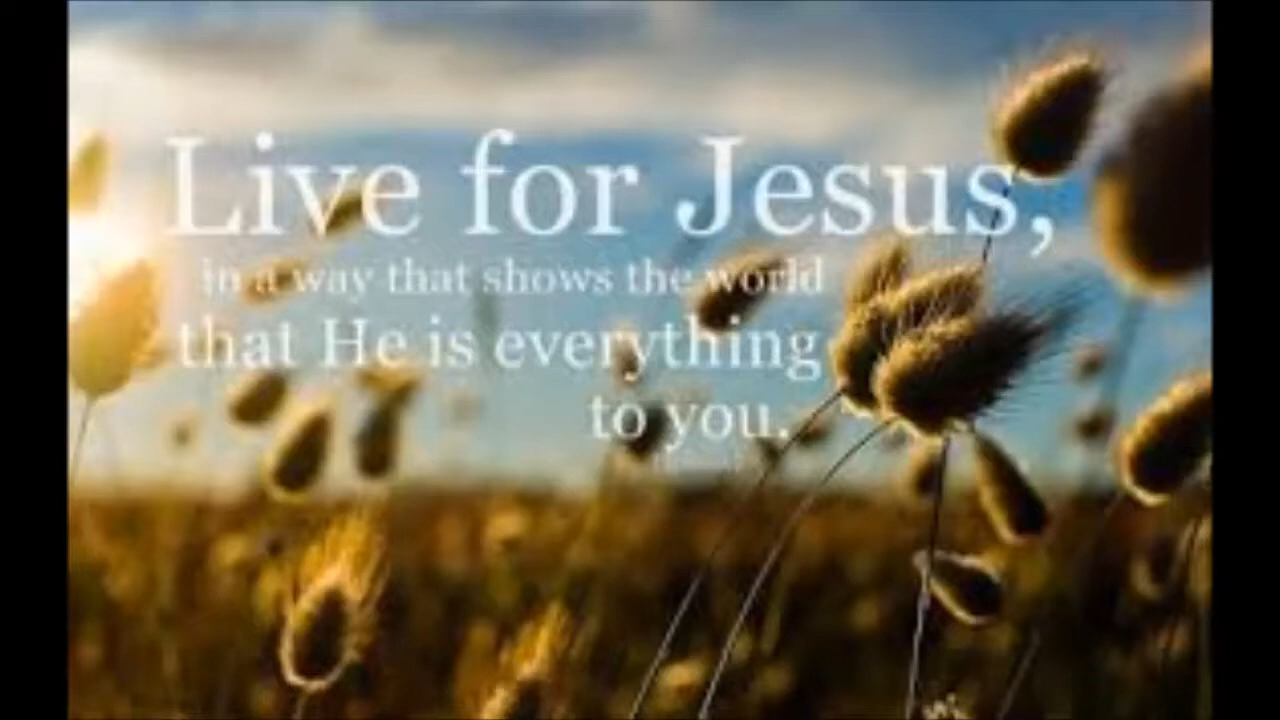 Live for Jesus,
in a way that shows the world
that He is everything
to you.